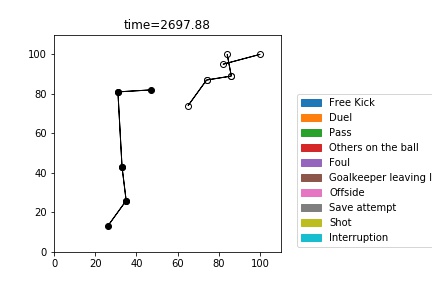 time=2697.88
100
80
60
40
20
0
0 20 40 60 80 100
Free Kick
Duel
Pass
Others on the ball
Foul
Goalkeeper leaving l
Offside
Save attempt
Shot
Interruption